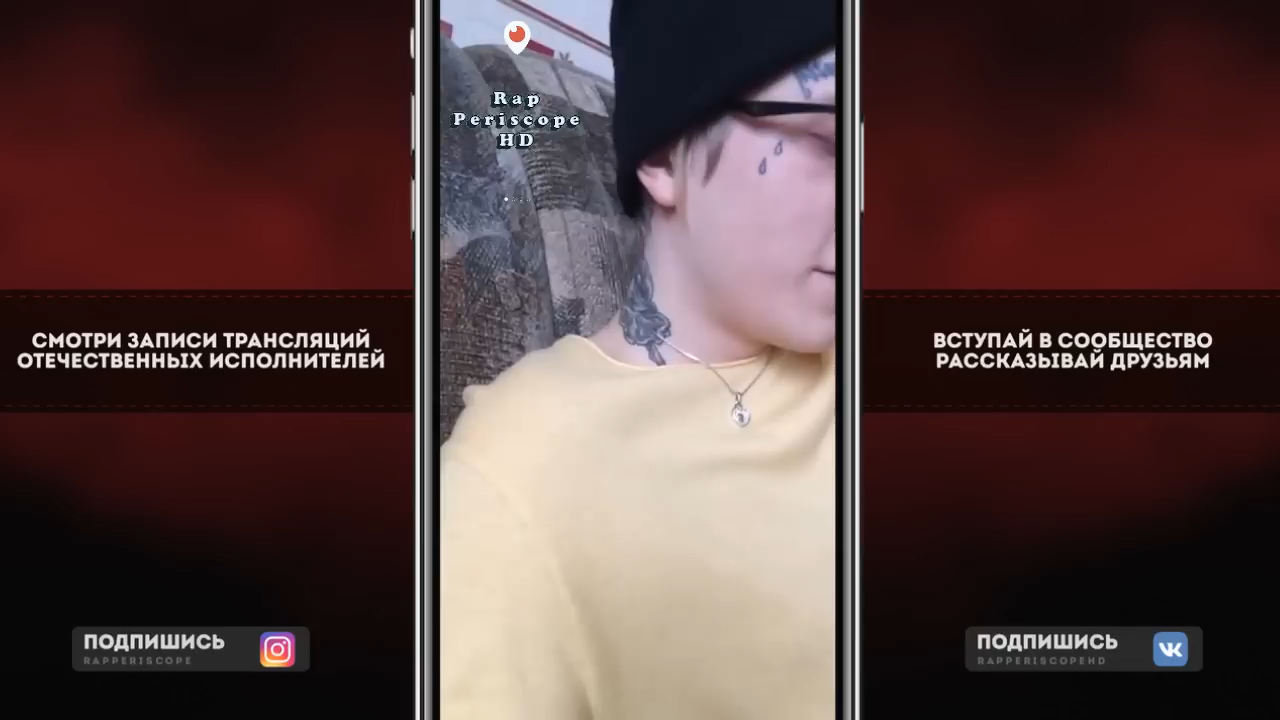 Rap
Periscope
HD
СМОТРИ ЗАПИСИ ТРАНСЛЯЦИЙ
ОТЕЧЕСТВЕННЫХ ИСПОЛНИТЕЛЕЙ
ВСТУПАЙ В СООБЩЕСТВО
РАССКАЗЫВАЙ ДРУЗЬЯМ
ПОДПИШИСЬ
RAPPERISCOPE
ПОДПИШИСЬ
RAPPERISCOPEHD